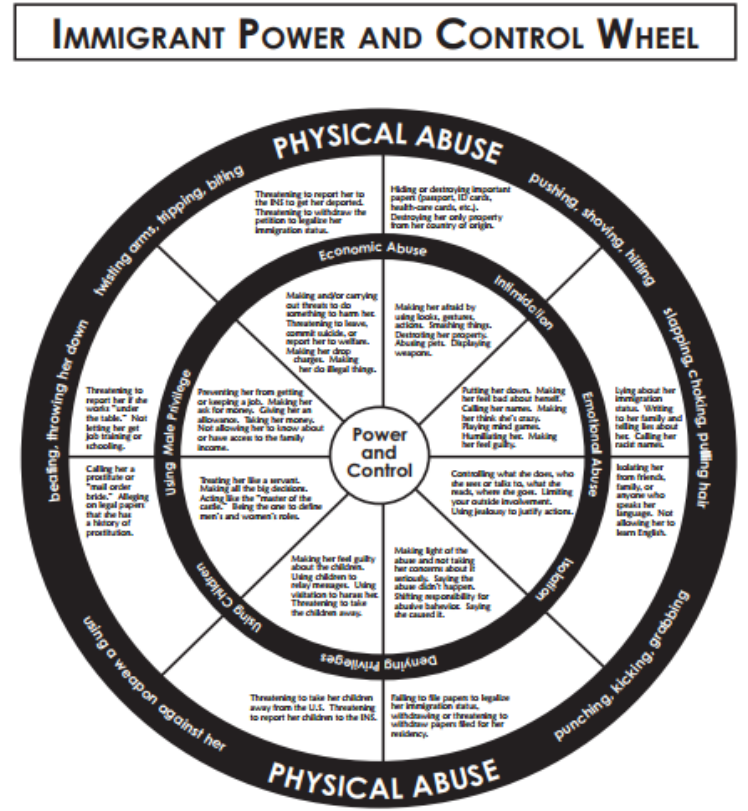 IMMIGRANT POWER AND CONTROL WHEEL
PHYSICAL ABUSE
twisting arms, tripping, biting
pushing, shoving, hitting
slapping, choking, pulling hair
beating, throwing her down
Threatening to report her to
the INS to get her deported.
Threatening to withdraw the
petition to legalize her
immigration status.
Hiding or destroying important
papers (passport, ID cards,
health-care cards, etc.).
Destroying her only property
from her country of origin.
Economic Abuse
Intimidation
Making and/or carrying
out threats to do
something to harm her.
Threatening to leave,
commit suicide, or
report her to welfare.
Making her drop
charges. Making
her do illegal things.
Making her afraid by
using looks, gestures,
actions. Smashing things.
Destroting her property.
Abusing pets. Displaying
weapons.
Using Male Privilege
Emotional Abuse
Threatening to
report her if she
works "under
the table." Not
letting her get
job training or
schooling.
Preventing her from getting
or keeping a job. Making her
ask for money. Giving her an
allowance. Taking her money.
Not allowing her to know about
or have access to the family
income.
Putting her down. Making
her feel bad about herself.
Calling her names. Making
her think she's crazy.
Playing mind games.
Humiliating her. Making
her feel guilty.
Lying about her
immigration
status. Writing
to her family and
telling lies about
her. Calling her
racist names.
Power
and
Control
Calling her a
prostitute or
"mail order
bride." Alleging
on legal papers
that she has
a history of
prostitution.
Treating her like a servant.
Making all the big decisions.
Acting like the "master of the
castle." Being the one to define
men's and women's roles.
Controlling what she does, who
she sees or talks to, what she
reads, where she goes. Limiting
your outside involvement.
Using jealousy to justify actions.
Isolating her
from friends,
family, or
anyone who
speaks her
language. Not
allowing her to
learn English.
Making her feel guilty
about the children.
Using children to
relay messages. Using
visitation to harass her.
Threatening to take
the children away.
Making light of the
abuse and not taking
her concerns about it
seriously. Saying the
abuse didn't happen.
Shifting responsibility for
abusive bahevior. Saying
she caused it.
Using Children
Isolation
Denying Privileges
Threatening to take her children
away from the U.S. Threatening
to report her children to the INS.
Failing to file papers to legalize
her immigration status,
withdrawing or threatening to
withdraw papers filed for her
residency.
using a weapon against her
punching, kicking, grabbing
PHYSICAL ABUSE